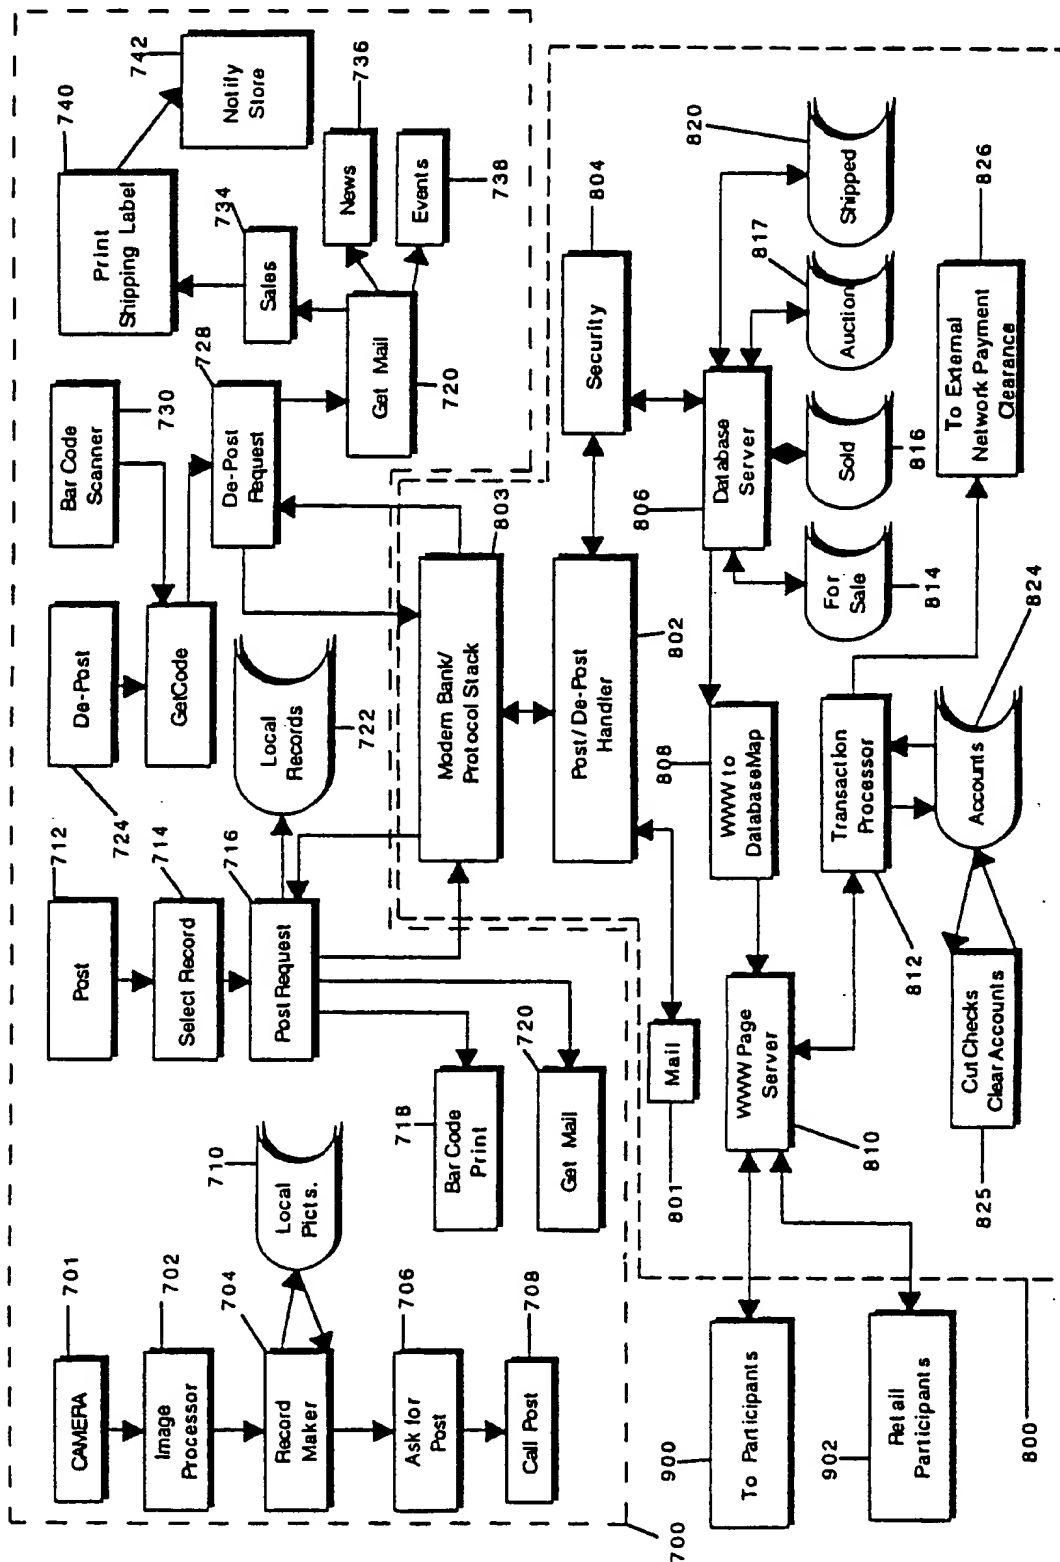 700
701
CAMERA
702
Image
Processor
704
Record
Maker
710
Local
Picts.
706
Ask for
Post
708
Call Post
712
Post
714
Select Record
716
Post Request
718
Bar Code
Print
720
Get Mail
722
Local
Records
724
De-Post
GetCode
730
Bar Code
Scanner
728
De-Post
Request
720
Get Mail
734
Sales
736
News
738
Events
740
Print
Shipping Label
742
Notify
Store
800
801
Mail
802
Post/De-Post
Handler
803
Modem Bank/
Protocol Stack
804
Security
806
Database
Server
808
WWW to
DatabaseMap
810
WWW Page
Server
812
Transaction
Processor
814
For
Sale
816
Sold
817
Auction
820
Shipped
824
Accounts
825
Cut Checks
Clear Accounts
826
To External
Network Payment
Clearance
900
To Participants
902
Retail
Participants